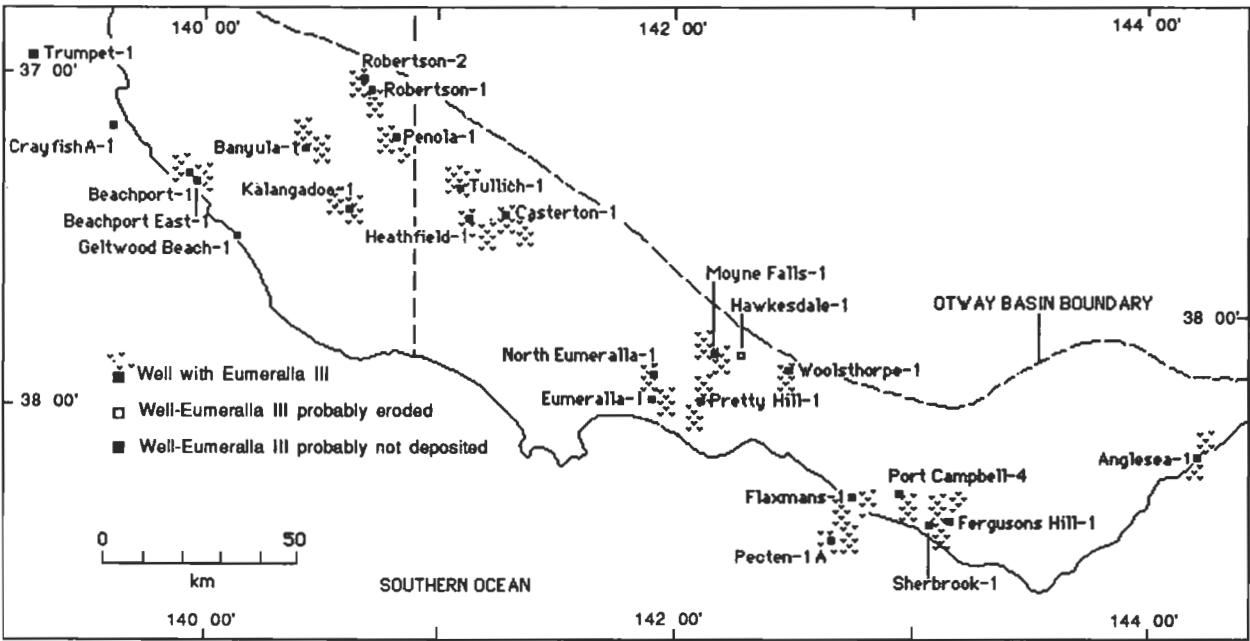 140 00'
142 00'
144 00'
Trumpet-1
37 00'
Robertson-2
Robertson-1
CrayfishA-1
Banyula-1
Penola-1
Beachport-1
Kalangadoo-1
Tullich-1
Beachport East-1
Casterton-1
Geltwood Beach-1
Heathfield-1
Moyne Falls-1
Hawkesdale-1
OTWAY BASIN BOUNDARY
38 00'
North Eumeralla-1
Woolsthorpe-1
Well with Eumeralla III
Eumeralla-1
Pretty Hill-1
38 00'
Well-Eumeralla III probably eroded
Well-Eumeralla III probably not deposited
Anglesea-1
Port Campbell-4
Flaxmans-1
Fergusons Hill-1
0 50
km
Pecten-1A
SOUTHERN OCEAN
Sherbrook-1
140 00'
142 00'
144 00'